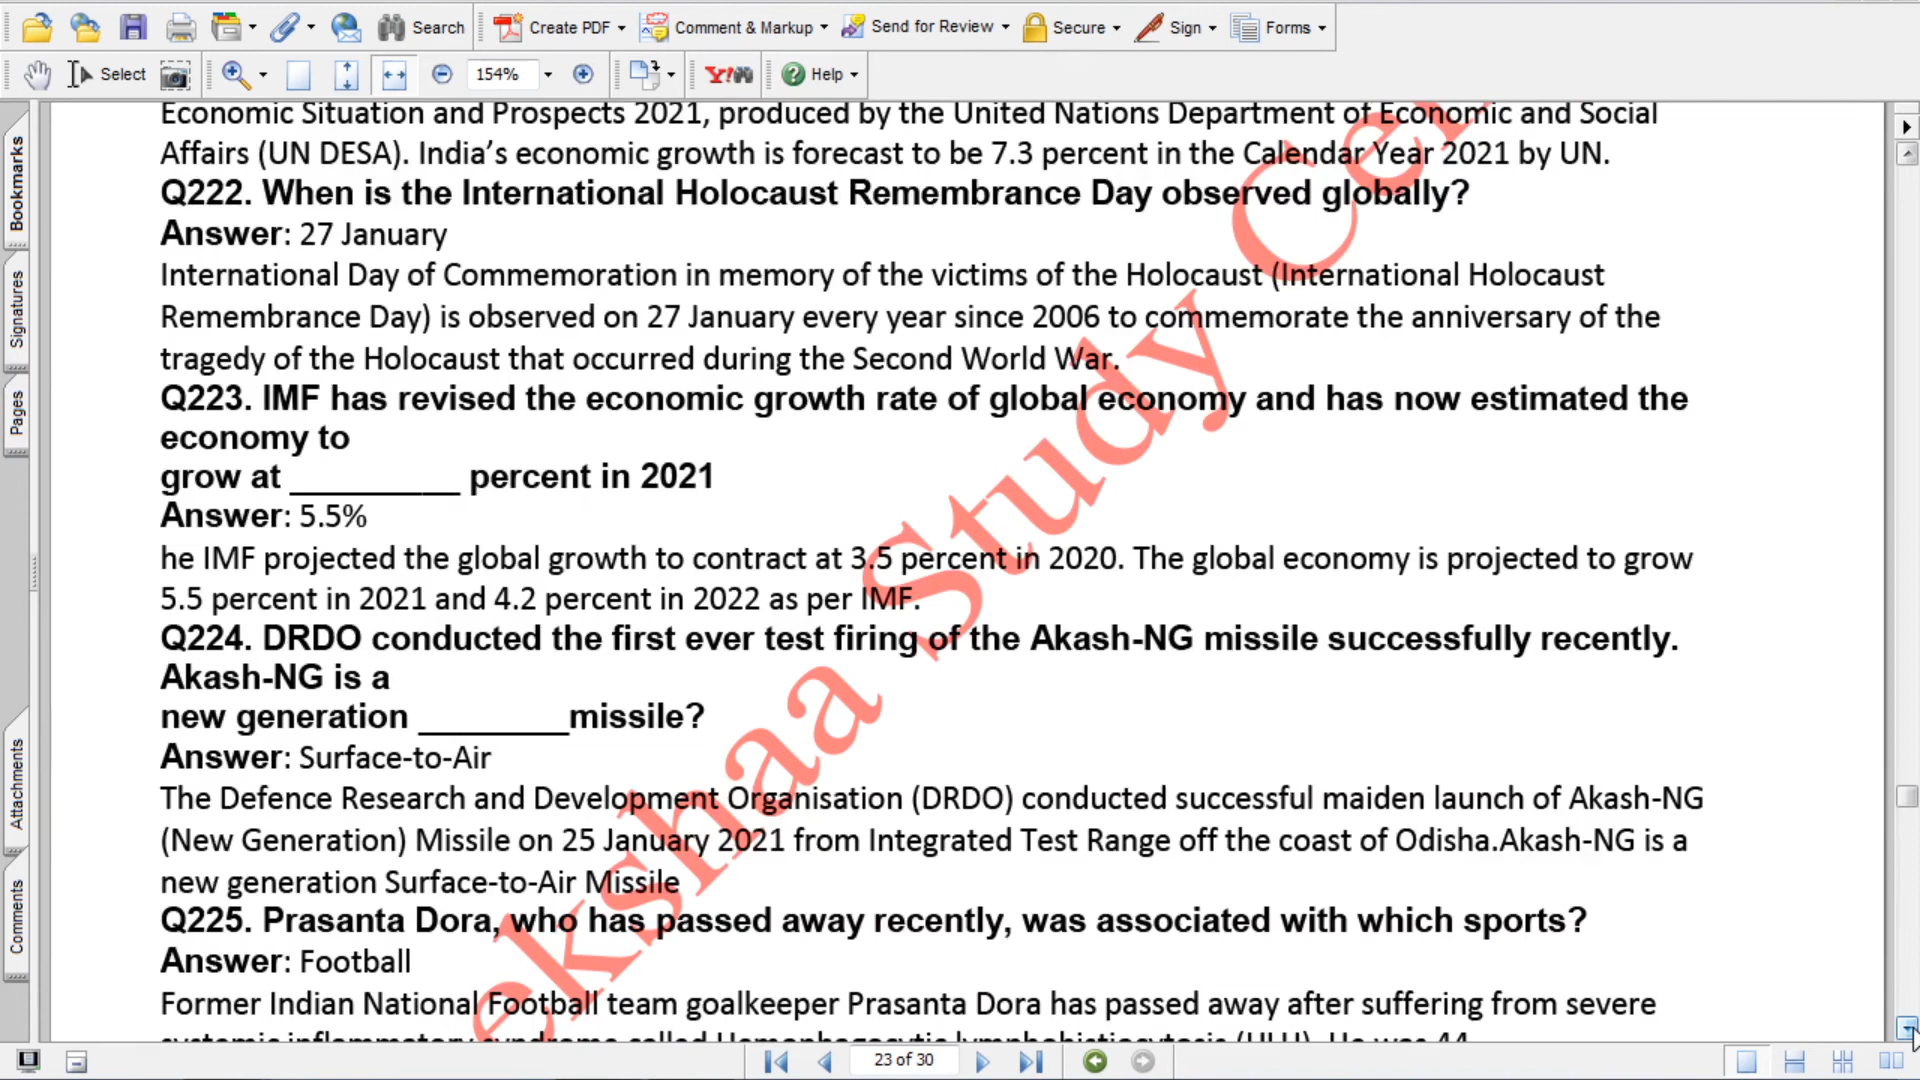 Search
Create PDF
Comment & Markup
Send for Review
Secure
Sign
Forms
Select
154%
Y!
Help
Bookmarks
Signatures
Pages
Attachments
Comments
Economic Situation and Prospects 2021, produced by the United Nations Department of Economic and Social
Affairs (UN DESA). India’s economic growth is forecast to be 7.3 percent in the Calendar Year 2021 by UN.
Q222. When is the International Holocaust Remembrance Day observed globally?
Answer: 27 January
International Day of Commemoration in memory of the victims of the Holocaust (International Holocaust
Remembrance Day) is observed on 27 January every year since 2006 to commemorate the anniversary of the
tragedy of the Holocaust that occurred during the Second World War.
Q223. IMF has revised the economic growth rate of global economy and has now estimated the
economy to
grow at _________ percent in 2021
Answer: 5.5%
he IMF projected the global growth to contract at 3.5 percent in 2020. The global economy is projected to grow
5.5 percent in 2021 and 4.2 percent in 2022 as per IMF.
Q224. DRDO conducted the first ever test firing of the Akash-NG missile successfully recently.
Akash-NG is a
new generation ________missile?
Answer: Surface-to-Air
The Defence Research and Development Organisation (DRDO) conducted successful maiden launch of Akash-NG
(New Generation) Missile on 25 January 2021 from Integrated Test Range off the coast of Odisha.Akash-NG is a
new generation Surface-to-Air Missile
Q225. Prasanta Dora, who has passed away recently, was associated with which sports?
Answer: Football
Former Indian National Football team goalkeeper Prasanta Dora has passed away after suffering from severe
systemic inflammatory syndrome called Hemophagocytic lymphohistiocytosis (HLH). He was 44
ekshaa Study Cen
23 of 30